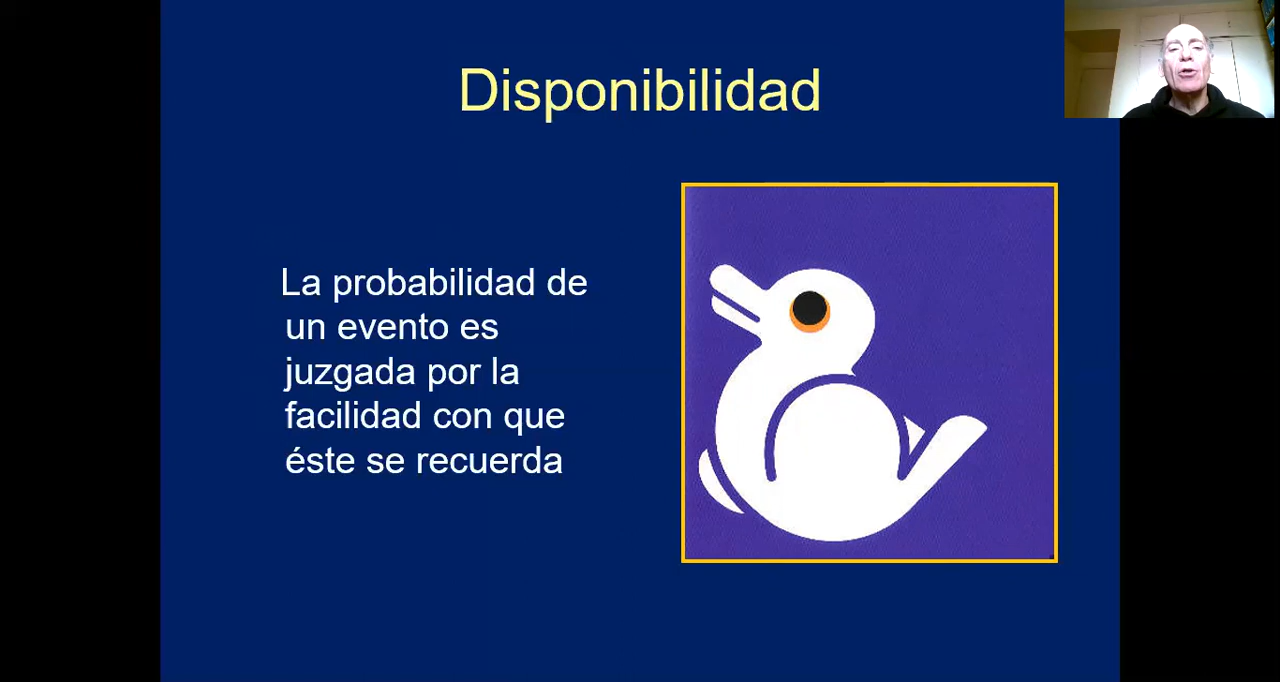 Disponibilidad
La probabilidad de
un evento es
juzgada por la
facilidad con que
éste se recuerda